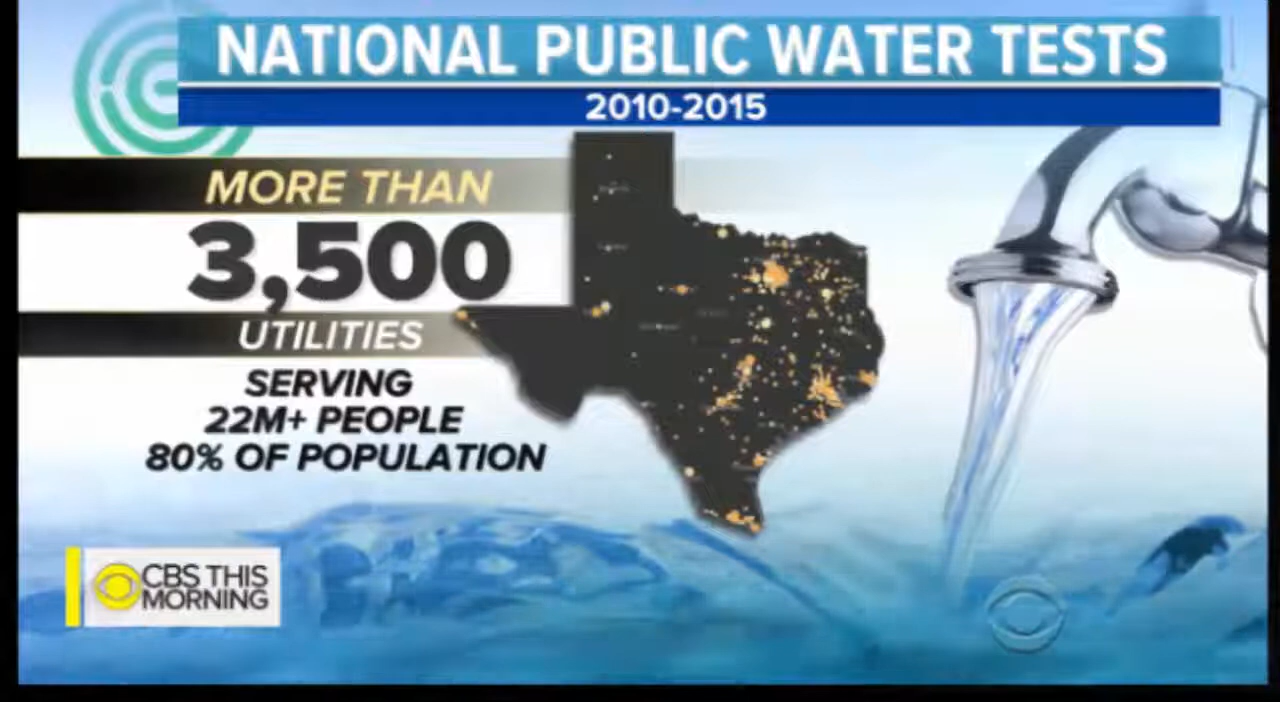 NATIONAL PUBLIC WATER TESTS
2010-2015
MORE THAN
3,500
UTILITIES
SERVING
22M+ PEOPLE
80% OF POPULATION
CBS THIS
MORNING